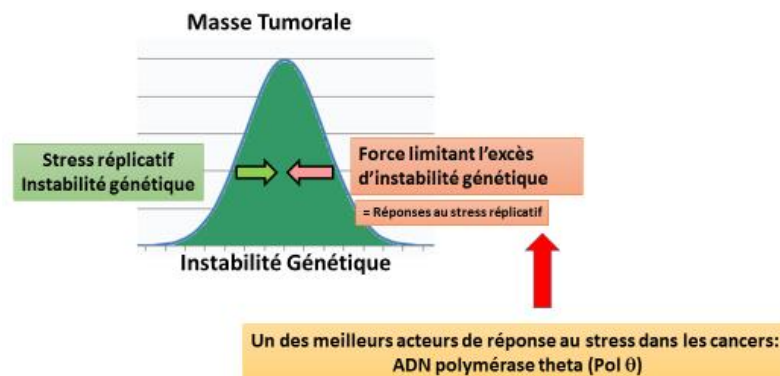 Masse Tumorale
Stress réplicatif
Instabilité génétique
Force limitant l'excès
d'instabilité génétique
= Réponses au stress réplicatif
Instabilité Génétique
Un des meilleurs acteurs de réponse au stress dans les cancers:
ADN polymérase theta (Pol θ)